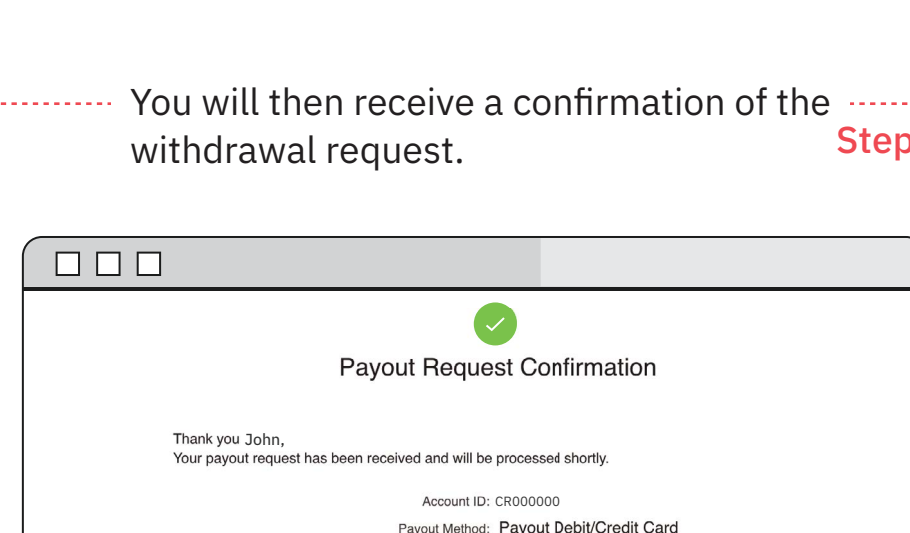 You will then receive a confirmation of the
withdrawal request.
Step
Payout Request Confirmation
Thank you John,
Your payout request has been received and will be processed shortly.
Account ID: CR000000
Payout Method: Payout Debit/Credit Card